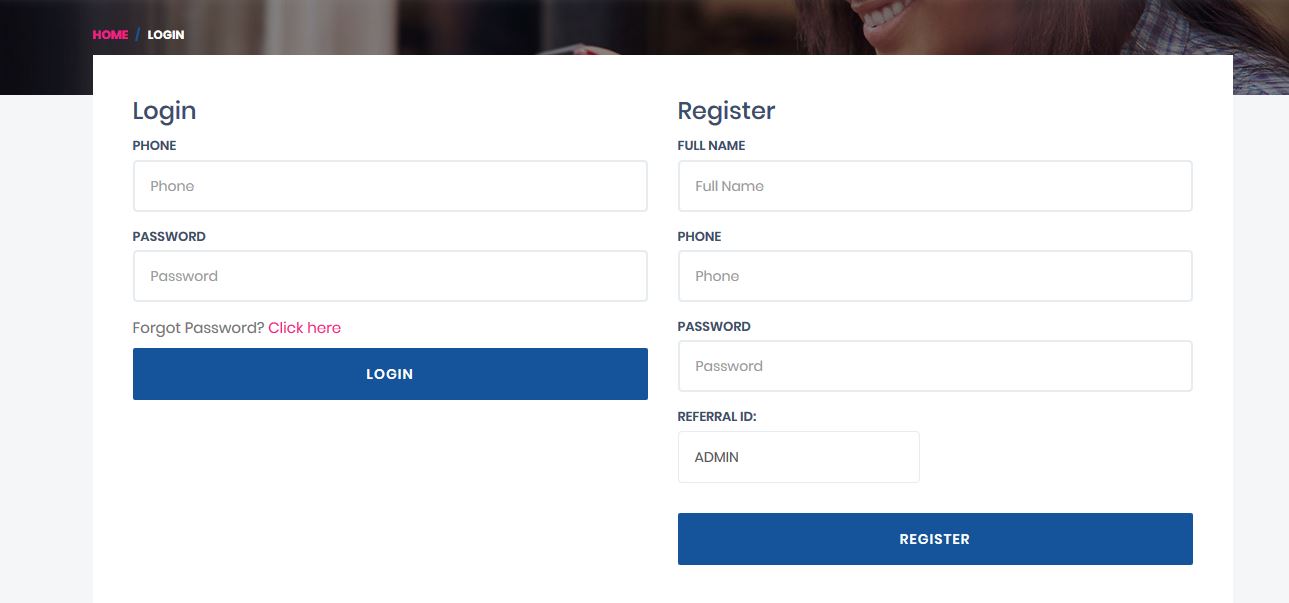 HOME / LOGIN
Login
PHONE
Phone
PASSWORD
Password
Forgot Password? Click here
LOGIN
Register
FULL NAME
Full Name
PHONE
Phone
PASSWORD
Password
REFERRAL ID:
ADMIN
REGISTER